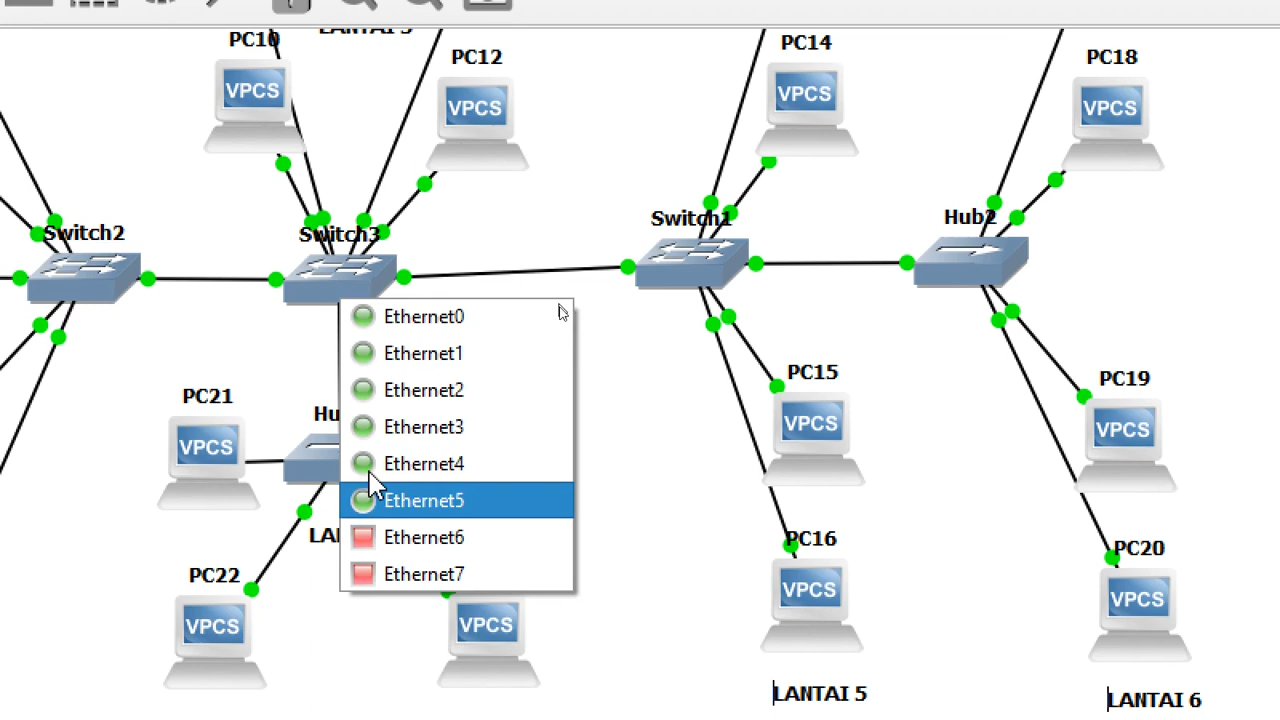 PC10
PC12
PC14
PC18
VPCS
VPCS
VPCS
VPCS
Switch2
Switch3
Switch1
Hub2
Ethernet0
Ethernet1
Ethernet2
Ethernet3
Ethernet4
Ethernet5
Ethernet6
Ethernet7
PC21
Hu
PC15
PC19
VPCS
VPCS
VPCS
PC22
PC16
PC20
VPCS
VPCS
VPCS
VPCS
LANTAI 5
LANTAI 6